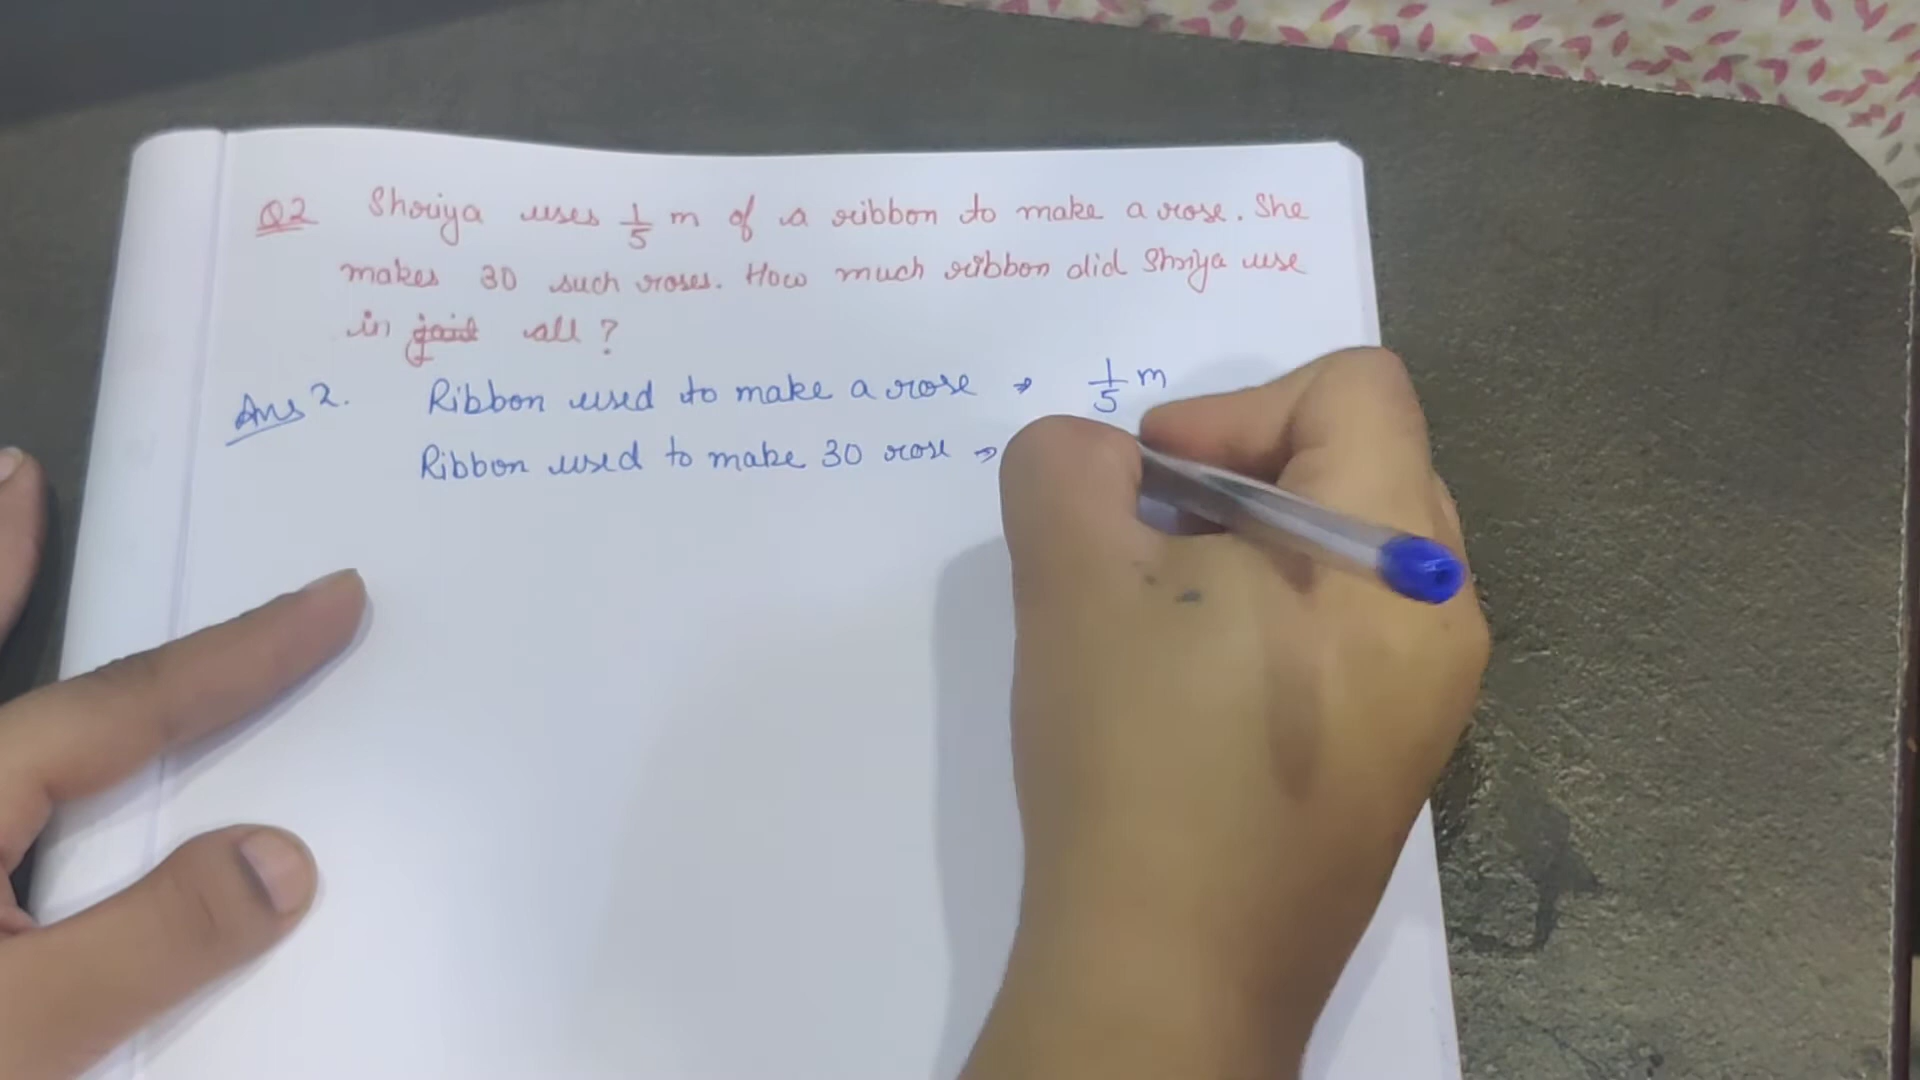 Q2 Shriya uses 1/5 m of a ribbon to make a rose. She
makes 30 such roses. How much ribbon did Shriya use
in all?
Ans 2. Ribbon used to make a rose → 1/5 m
Ribbon used to make 30 rose →